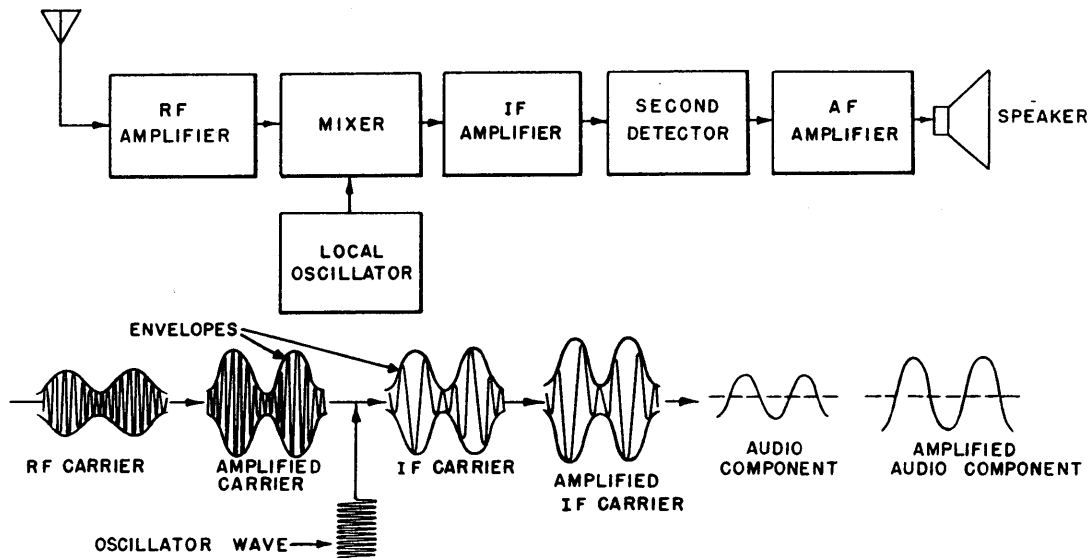 RF
AMPLIFIER
MIXER
IF
AMPLIFIER
SECOND
DETECTOR
AF
AMPLIFIER
SPEAKER
LOCAL
OSCILLATOR
ENVELOPES
RF CARRIER
AMPLIFIED
CARRIER
IF CARRIER
AMPLIFIED
IF CARRIER
AUDIO
COMPONENT
AMPLIFIED
AUDIO COMPONENT
OSCILLATOR WAVE